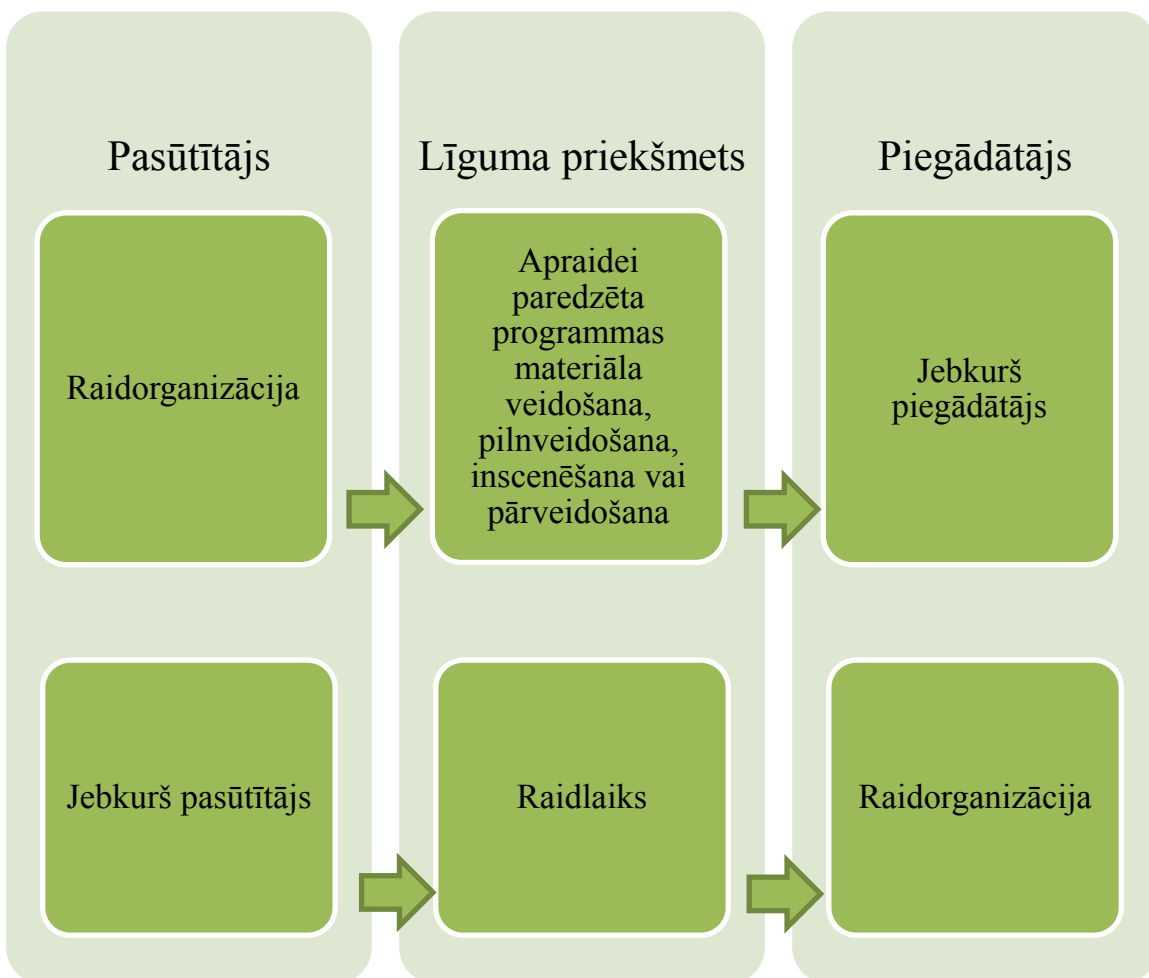 Pasūtītājs
Līguma priekšmets
Piegādātājs
Raidorganizācija
Apraidei
paredzēta
programmas
materiāla
veidošana,
pilnveidošana,
inscenēšana vai
pārveidošana
Jebkurš
piegādātājs
Jebkurš pasūtītājs
Raidlaiks
Raidorganizācija